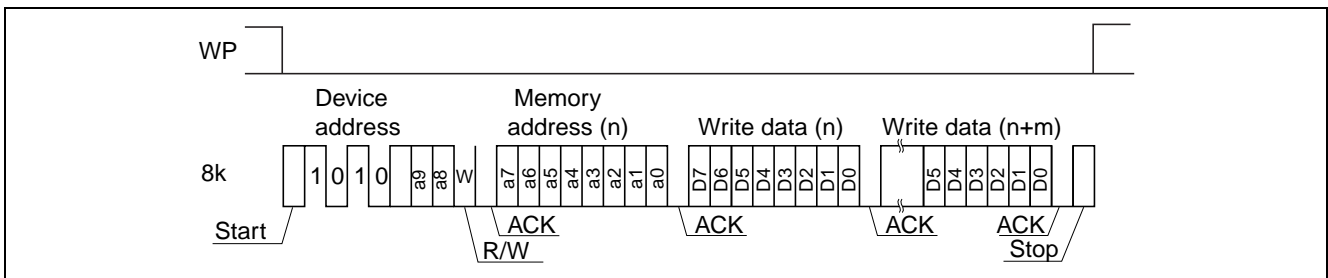 WP
Device Memory
address address (n) Write data (n) Write data (n+m)
8k 1 0 1 0 a9 a8 W a7 a6 a5 a4 a3 a2 a1 a0 D7 D6 D5 D4 D3 D2 D1 D0 D5 D4 D3 D2 D1 D0
Start ACK ACK ACK ACK
R/W Stop